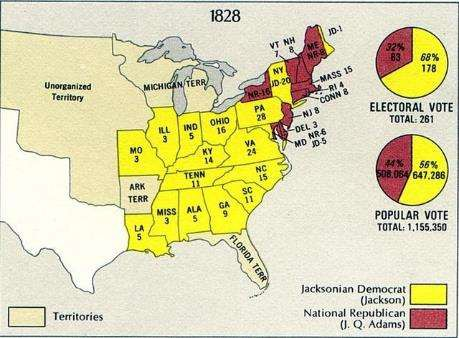 1828
Unorganized
Territory
MICHIGAN TERR
VT
7
NH
8
ME
NR-8
JD-1
NY
JD-20
NR-16
MASS 15
RI 4
CONN 8
NJ 8
DEL 3
MD NR-6
JD-5
PA
28
OHIO
16
IND
5
ILL
3
MO
3
KY
14
VA
24
TENN
11
NC
15
SC
11
ARK
TERR
MISS
3
ALA
5
GA
9
LA
5
FLORIDA TERR
32%
83
68%
178
ELECTORAL VOTE
TOTAL: 261
44%
508,064
56%
647,286
POPULAR VOTE
TOTAL: 1,155,350
Jacksonian Democrat
(Jackson)
National Republican
(J. Q. Adams)
Territories